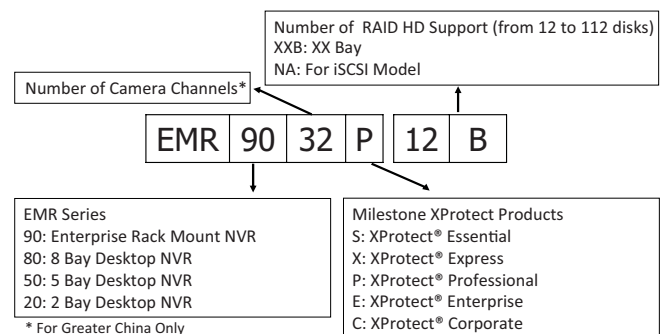 Number of RAID HD Support (from 12 to 112 disks)
XXB: XX Bay
NA: For iSCSI Model
Number of Camera Channels*
EMR 90 32 P 12 B
EMR Series
90: Enterprise Rack Mount NVR
80: 8 Bay Desktop NVR
50: 5 Bay Desktop NVR
20: 2 Bay Desktop NVR
* For Greater China Only
Milestone XProtect Products
S: XProtect® Essential
X: XProtect® Express
P: XProtect® Professional
E: XProtect® Enterprise
C: XProtect® Corporate